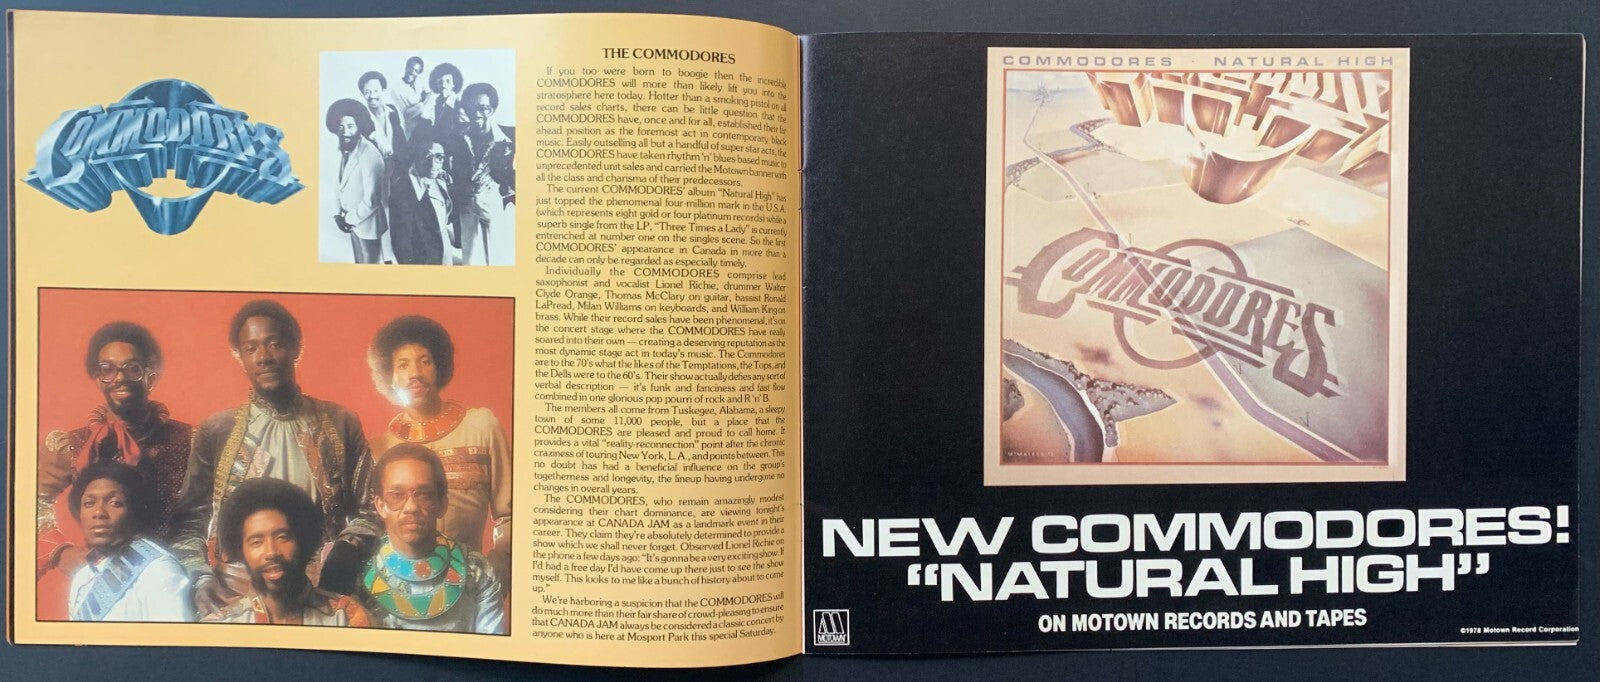 COMMODORES
THE COMMODORES
If you too were born to boogie then the incredible
COMMODORES will more than likely lift you into the
stratosphere here today. Hotter than a smoking pistol on all
record sales charts, there can be little question that the
COMMODORES have, once and for all, established their far
ahead position as the foremost act in contemporary black
music. Easily outselling all but a handful of super star acts, the
COMMODORES have taken rhythm 'n' blues based music to
unprecedented unit sales and carried the Motown banner with
all the class and charisma of their predecessors.
The current COMMODORES' album "Natural High" has
just topped the phenomenal four-million mark in the U.S.A.
(which represents eight gold or four platinum records) while a
superb single from the LP, "Three Times a Lady" is currently
entrenched at number one on the singles scene. So the first
COMMODORES' appearance in Canada in more than a
decade can only be regarded as especially timely.
Individually the COMMODORES comprise lead
saxophonist and vocalist Lionel Richie, drummer Walter
Clyde Orange, Thomas McClary on guitar, bassist Ronald
LaPread, Milan Williams on keyboards, and William King on
brass. While their record sales have been phenomenal, it's on
the concert stage where the COMMODORES have really
soared into their own — creating a deserving reputation as the
most dynamic stage act in today's music. The Commodores
are to the 70's what the likes of the Temptations, the Tops, and
the Dells were to the 60's. Their show actually defies any sort of
verbal description — it's funk and fanciness and fast flow
combined in one glorious pop pourri of rock and R 'n' B.
The members all come from Tuskegee, Alabama, a sleepy
town of some 11,000 people, but a place that the
COMMODORES are pleased and proud to call home. It
provides a vital "reality-reconnection" point after the chronic
craziness of touring New York, L.A., and points between. This
no doubt has had a beneficial influence on the group's
togetherness and longevity, the lineup having undergone no
changes in overall years.
The COMMODORES, who remain amazingly modest
considering their chart dominance, are viewing tonight's
appearance at CANADA JAM as a landmark event in their
career. They claim they're absolutely determined to provide a
show which we shall never forget. Observed Lionel Richie on
the phone a few days ago: "It's gonna be a very exciting show. If
I'd had a free day I'd have come up there just to see the show
myself. This looks to me like a bunch of history about to come
up."
We're harboring a suspicion that the COMMODORES will
do much more than their fair share of crowd-pleasing to ensure
that CANADA JAM always be considered a classic concert by
anyone who is here at Mosport Park this special Saturday.
COMMODORES · NATURAL HIGH
COMMODORES
NEW COMMODORES!
"NATURAL HIGH"
ON MOTOWN RECORDS AND TAPES
MOTOWN
©1978 Motown Record Corporation